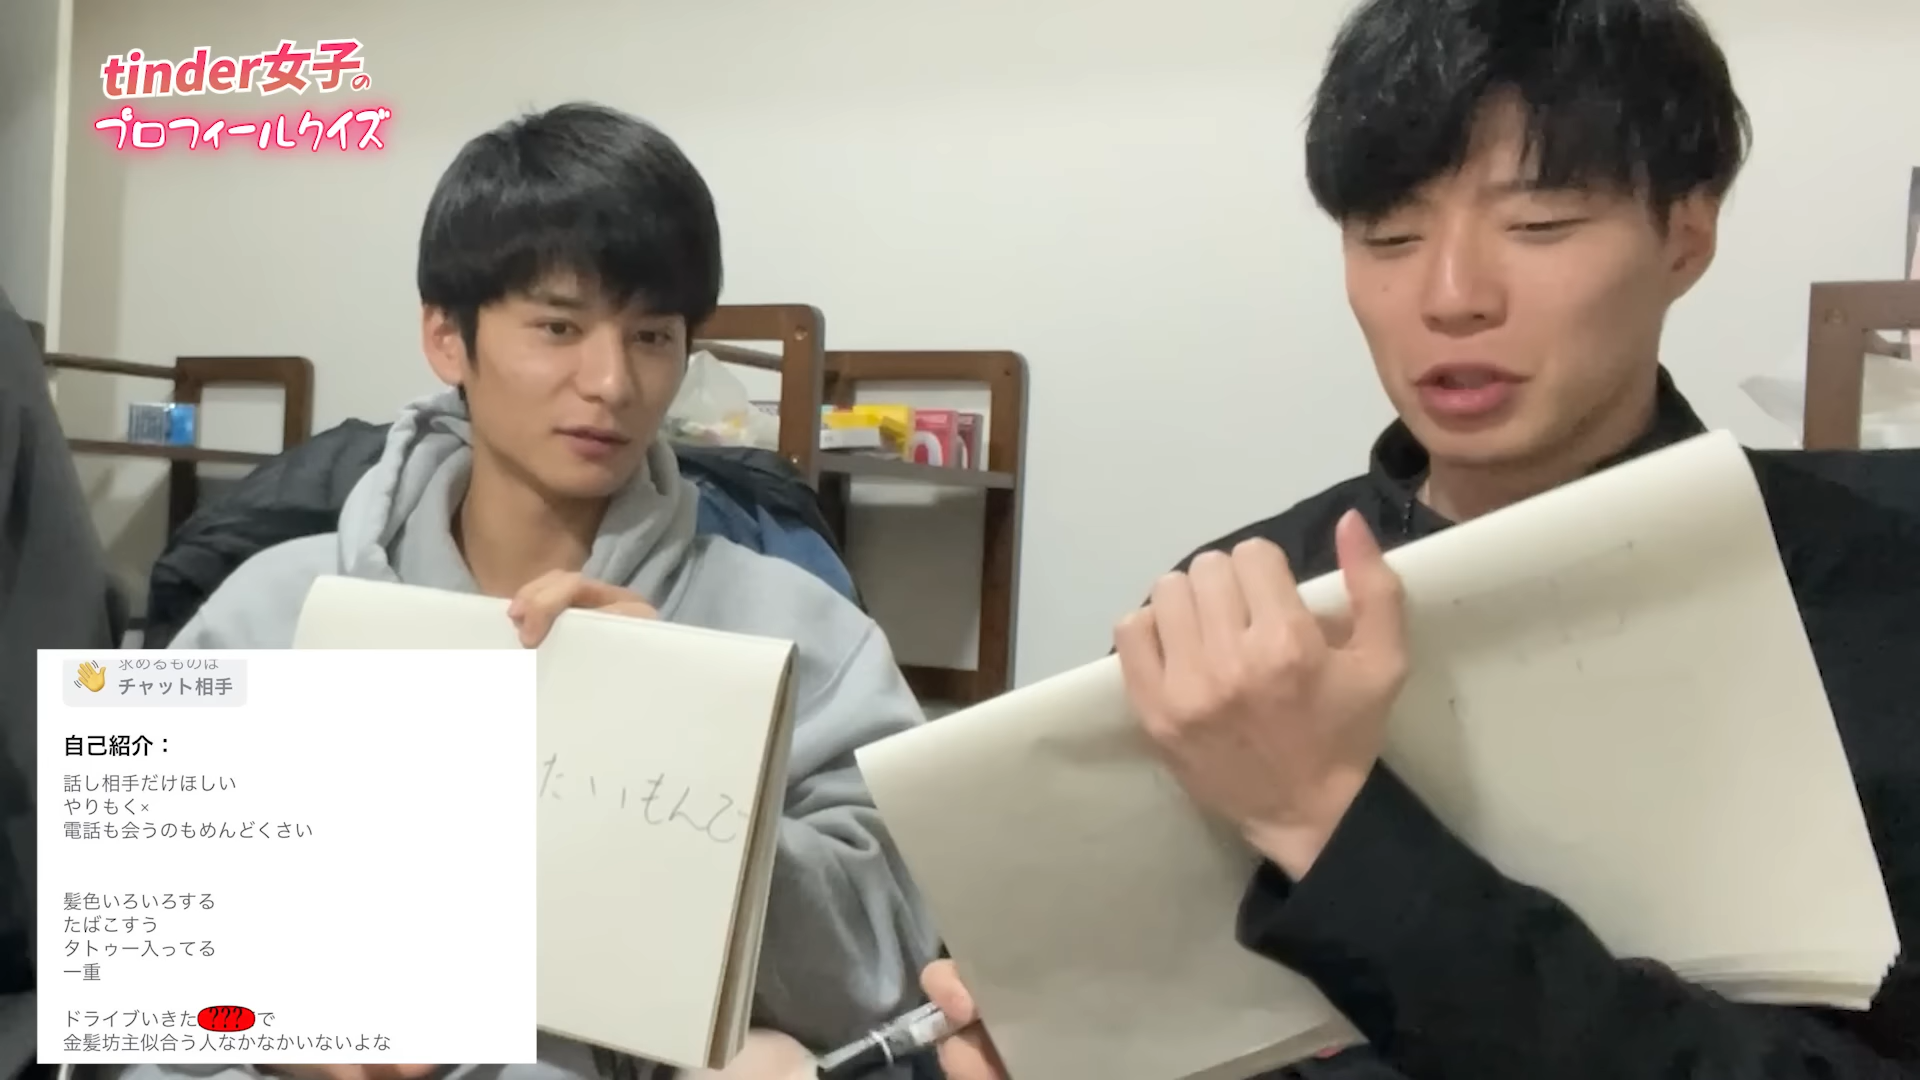 tinder女子の
プロフィールクイズ
求めるものは
チャット相手
自己紹介：
話し相手だけほしい
やりもく×
電話も会うのもめんどくさい
髪色いろいろする
たばこすう
タトゥー入ってる
一重
ドライブいきた???で
金髪坊主似合う人なかなかいないよな
たいもんで